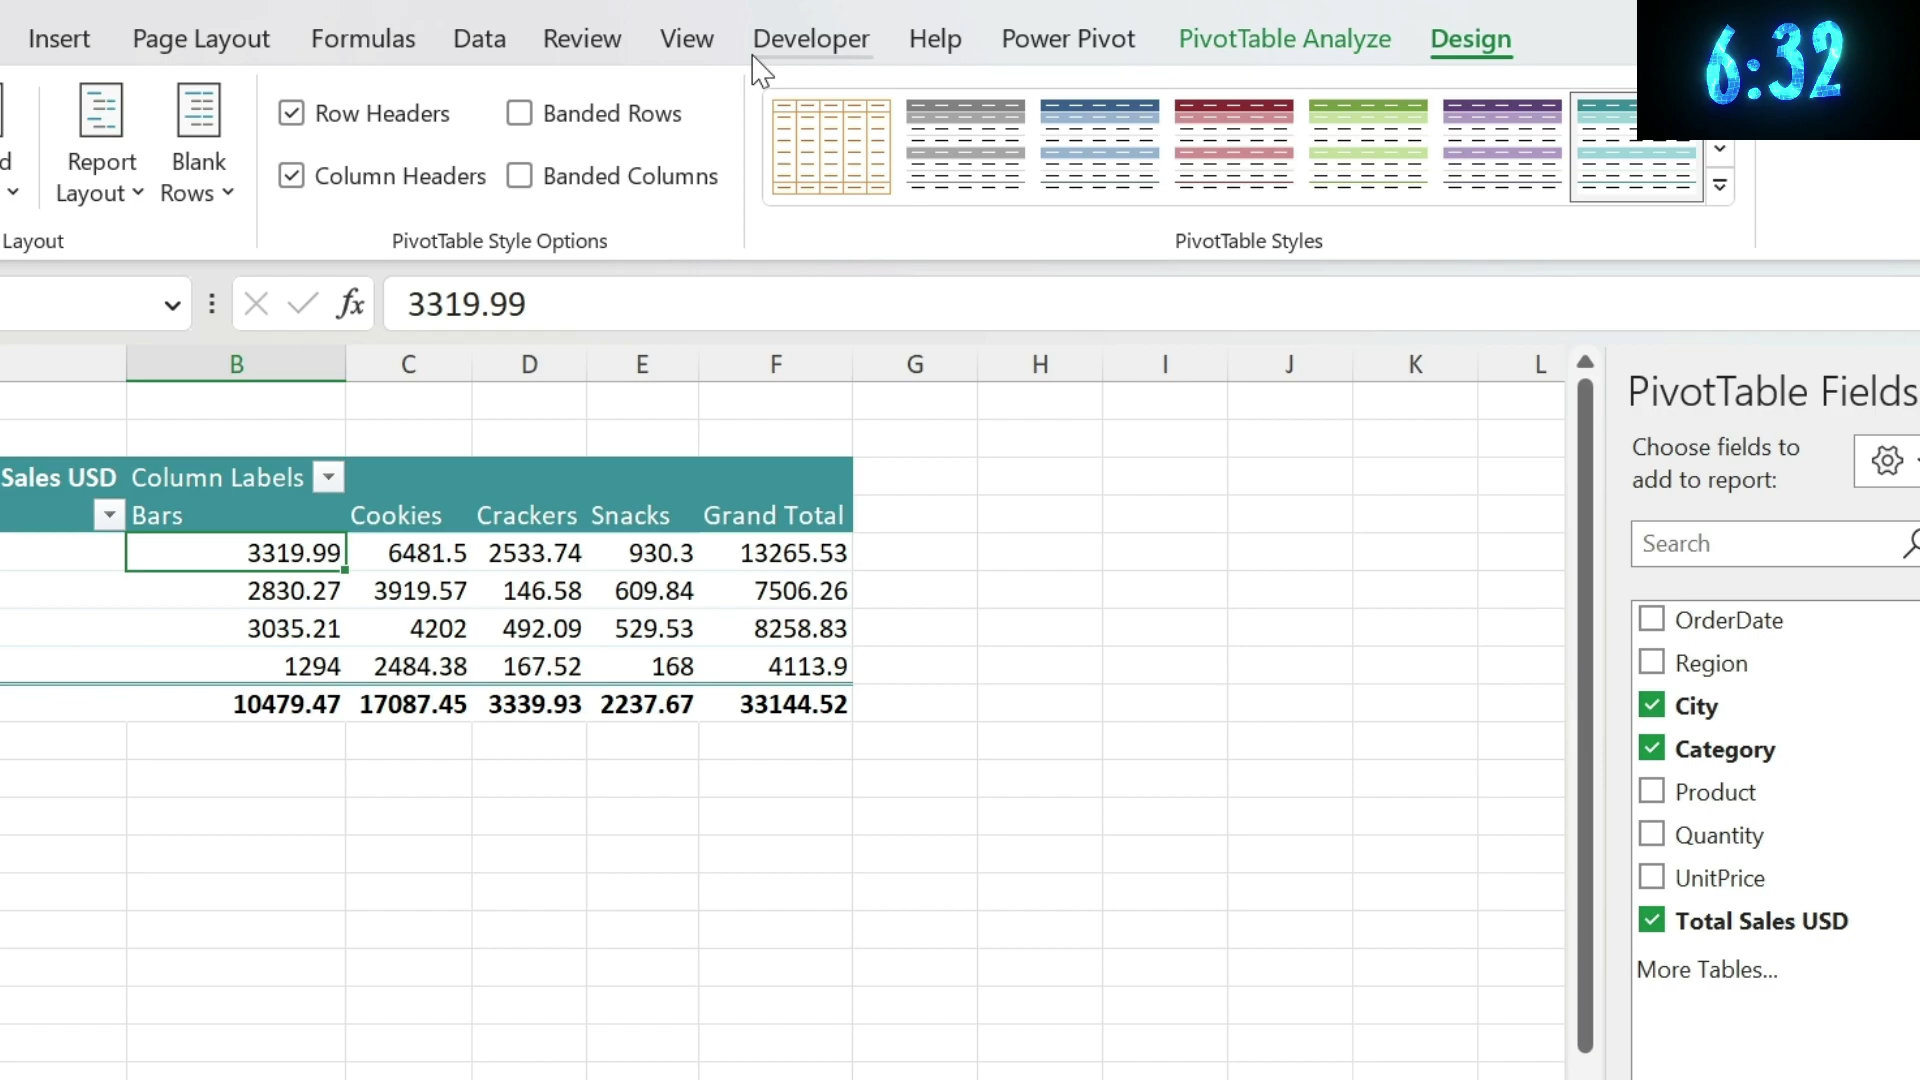 Insert Page Layout Formulas Data Review View Developer Help Power Pivot PivotTable Analyze Design
6:32
d
Report Layout
Blank Rows
Row Headers
Banded Rows
Column Headers
Banded Columns
Layout
PivotTable Style Options
PivotTable Styles
fx 3319.99
B C D E F G H I J K L
Sales USD Column Labels
Bars Cookies Crackers Snacks Grand Total
3319.99 6481.5 2533.74 930.3 13265.53
2830.27 3919.57 146.58 609.84 7506.26
3035.21 4202 492.09 529.53 8258.83
1294 2484.38 167.52 168 4113.9
10479.47 17087.45 3339.93 2237.67 33144.52
PivotTable Fields
Choose fields to
add to report:
Search
OrderDate
Region
City
Category
Product
Quantity
UnitPrice
Total Sales USD
More Tables...